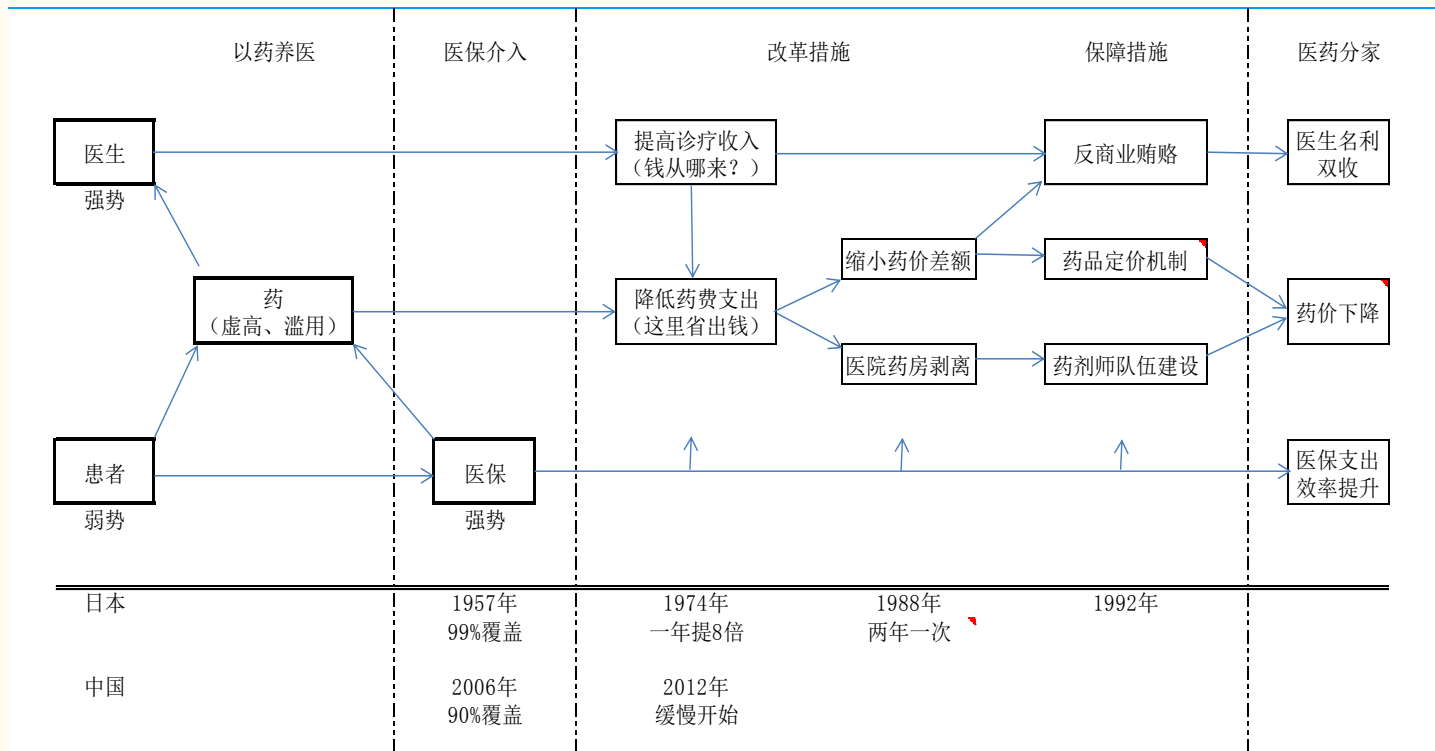 以药养医
医保介入
改革措施
保障措施
医药分家
医生
强势
提高诊疗收入
（钱从哪来？）
反商业贿赂
医生名利
双收
药
（虚高、滥用）
降低药费支出
（这里省出钱）
缩小药价差额
药品定价机制
医院药房剥离
药剂师队伍建设
药价下降
患者
弱势
医保
强势
医保支出
效率提升
日本
1957年
99%覆盖
1974年
一年提8倍
1988年
两年一次
1992年
中国
2006年
90%覆盖
2012年
缓慢开始